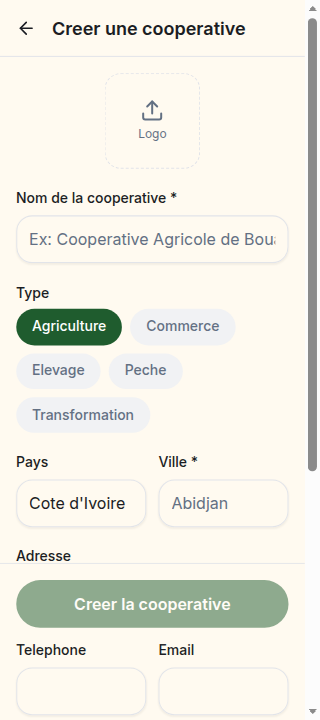 Creer une cooperative
Logo
Nom de la cooperative *
Ex: Cooperative Agricole de Boua
Type
Agriculture Commerce
Elevage Peche
Transformation
Pays Ville *
Cote d'Ivoire Abidjan
Adresse
Creer la cooperative
Telephone Email